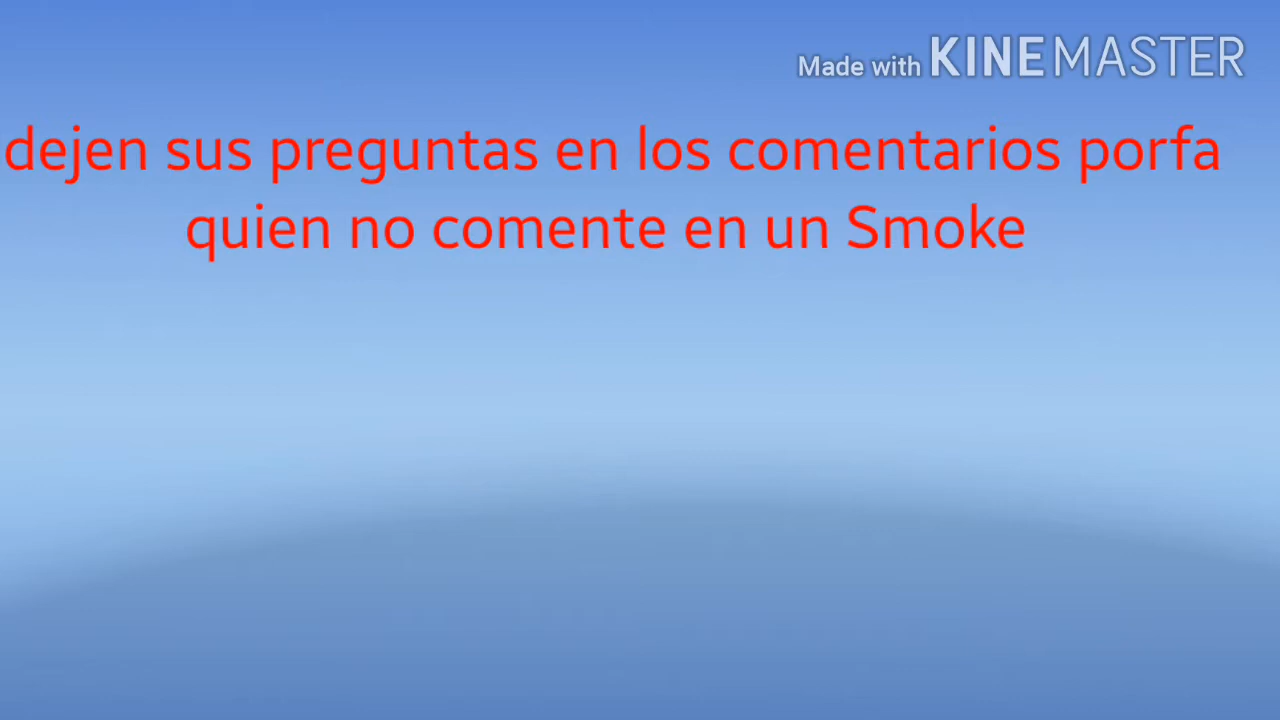 Made with KINEMASTER
dejen sus preguntas en los comentarios porfa
quien no comente en un Smoke